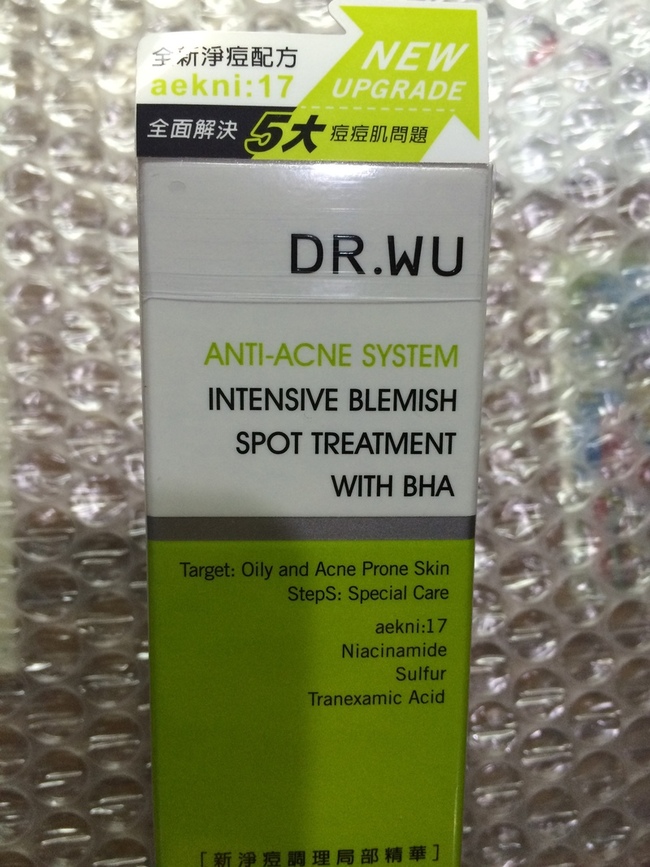 全新淨痘配方
aekni:17
NEW
UPGRADE
全面解決 5大 痘痘肌問題
DR.WU
ANTI-ACNE SYSTEM
INTENSIVE BLEMISH
SPOT TREATMENT
WITH BHA
Target: Oily and Acne Prone Skin
StepS: Special Care
aekni:17
Niacinamide
Sulfur
Tranexamic Acid
[新淨痘調理局部精華]